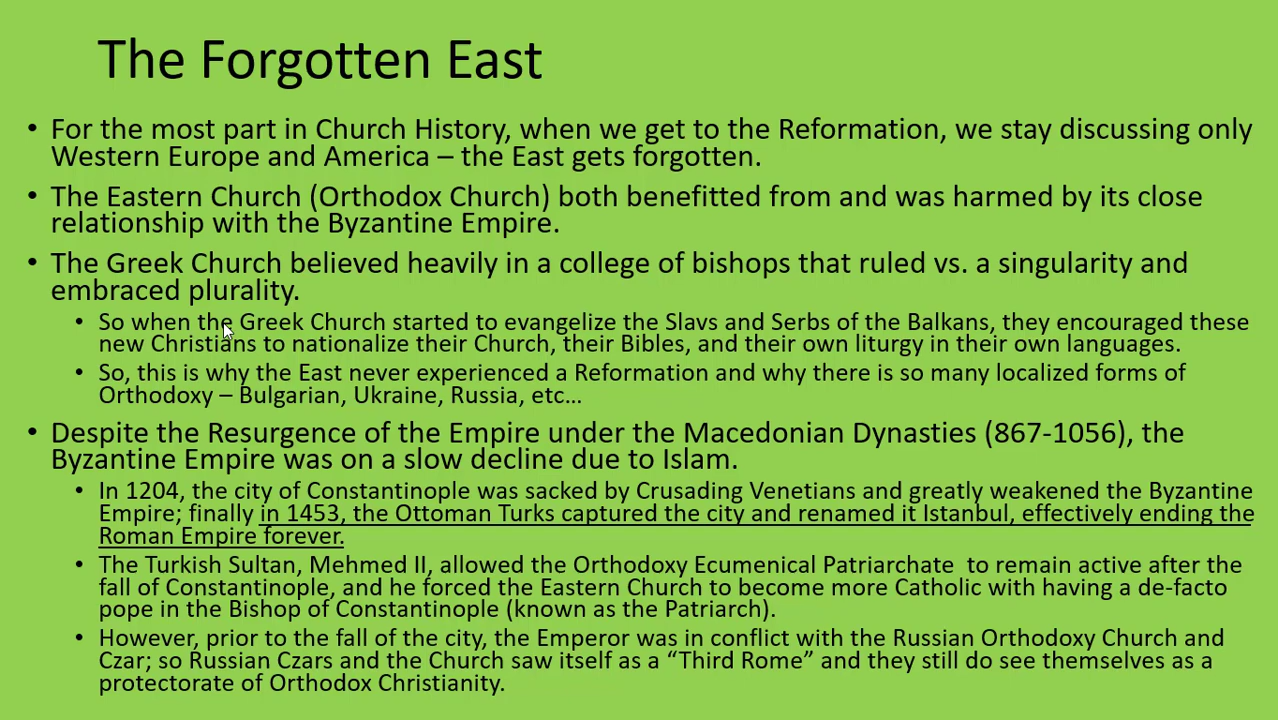 The Forgotten East
• For the most part in Church History, when we get to the Reformation, we stay discussing only
Western Europe and America – the East gets forgotten.
• The Eastern Church (Orthodox Church) both benefitted from and was harmed by its close
relationship with the Byzantine Empire.
• The Greek Church believed heavily in a college of bishops that ruled vs. a singularity and
embraced plurality.
• So when the Greek Church started to evangelize the Slavs and Serbs of the Balkans, they encouraged these
new Christians to nationalize their Church, their Bibles, and their own liturgy in their own languages.
• So, this is why the East never experienced a Reformation and why there is so many localized forms of
Orthodoxy – Bulgarian, Ukraine, Russia, etc...
• Despite the Resurgence of the Empire under the Macedonian Dynasties (867-1056), the
Byzantine Empire was on a slow decline due to Islam.
• In 1204, the city of Constantinople was sacked by Crusading Venetians and greatly weakened the Byzantine
Empire; finally in 1453, the Ottoman Turks captured the city and renamed it Istanbul, effectively ending the
Roman Empire forever.
• The Turkish Sultan, Mehmed II, allowed the Orthodoxy Ecumenical Patriarchate to remain active after the
fall of Constantinople, and he forced the Eastern Church to become more Catholic with having a de-facto
pope in the Bishop of Constantinople (known as the Patriarch).
• However, prior to the fall of the city, the Emperor was in conflict with the Russian Orthodoxy Church and
Czar; so Russian Czars and the Church saw itself as a “Third Rome” and they still do see themselves as a
protectorate of Orthodox Christianity.